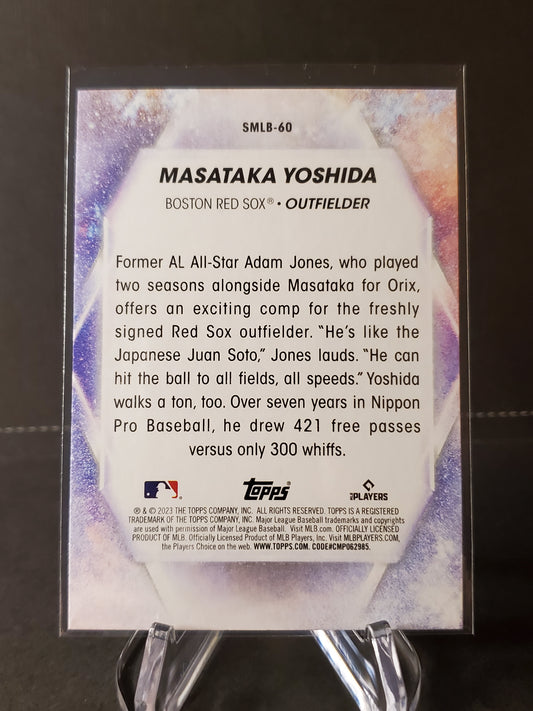 SMLB-60
MASATAKA YOSHIDA
BOSTON RED SOX® • OUTFIELDER
Former AL All-Star Adam Jones, who played
two seasons alongside Masataka for Orix,
offers an exciting comp for the freshly
signed Red Sox outfielder. “He’s like the
Japanese Juan Soto,” Jones lauds. “He can
hit the ball to all fields, all speeds.” Yoshida
walks a ton, too. Over seven years in Nippon
Pro Baseball, he drew 421 free passes
versus only 300 whiffs.
Topps®
MLB PLAYERS
® & © 2023 THE TOPPS COMPANY, INC. ALL RIGHTS RESERVED. TOPPS IS A REGISTERED
TRADEMARK OF THE TOPPS COMPANY, INC. Major League Baseball trademarks and copyrights
are used with permission of Major League Baseball. Visit MLB.com. OFFICIALLY LICENSED
PRODUCT OF MLB. Officially Licensed Product of MLB Players, Inc. Visit MLBPLAYERS.COM,
the Players Choice on the web. WWW.TOPPS.COM. CODE#CMP062985.